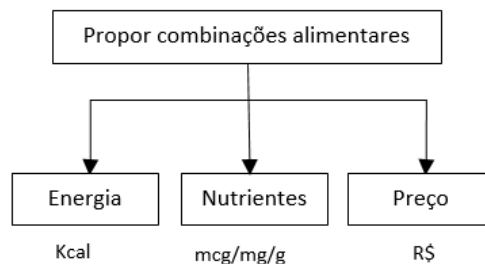 Propor combinações alimentares
Energia Nutrientes Preço
Kcal mcg/mg/g R$